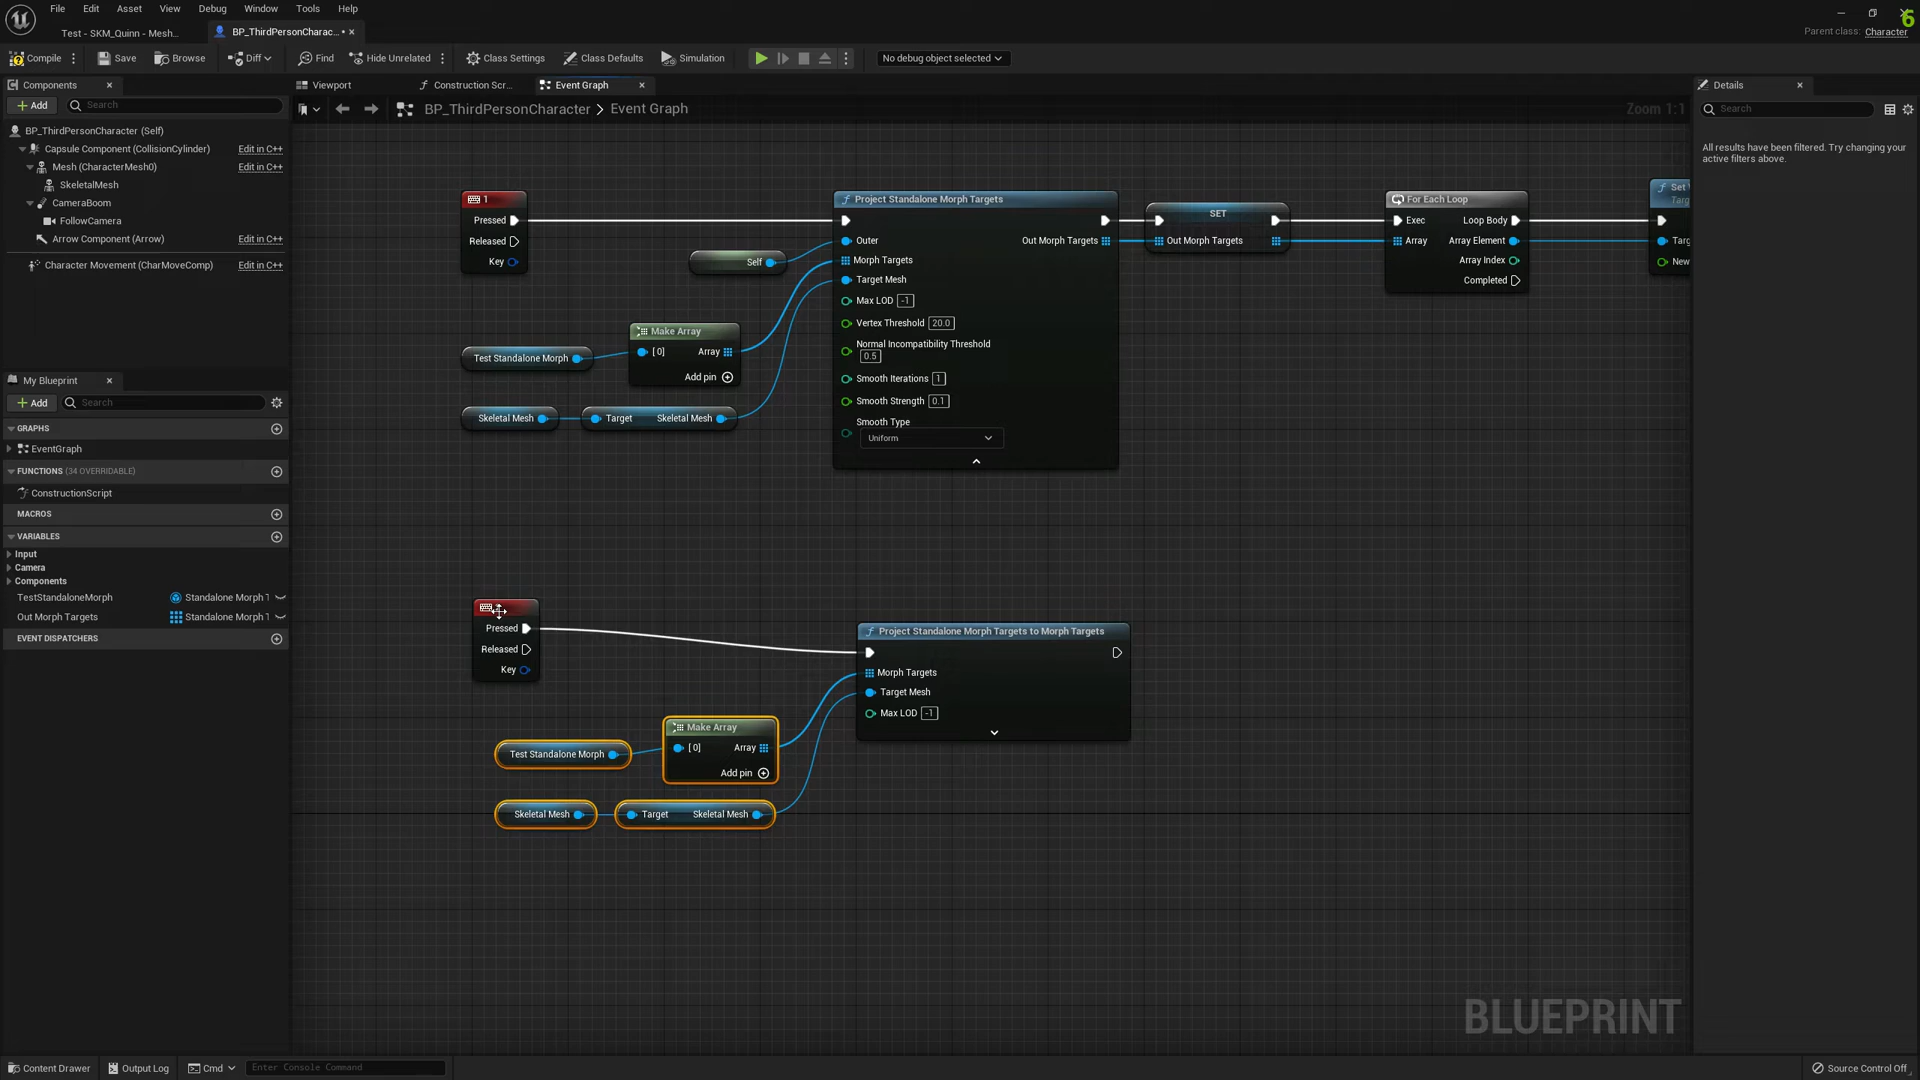 File Edit Asset View Debug Window Tools Help
Test - SKM_Quinn - Mesh...
BP_ThirdPersonCharac...
Parent class: Character
Compile Save Browse Diff Find Hide Unrelated Class Settings Class Defaults Simulation No debug object selected
Components
Viewport
Construction Scr...
Event Graph
Details
Add
Search
BP_ThirdPersonCharacter > Event Graph
Zoom 1:1
Search
BP_ThirdPersonCharacter (Self)
Capsule Component (CollisionCylinder) Edit in C++
Mesh (CharacterMesh0) Edit in C++
SkeletalMesh
CameraBoom
FollowCamera
Arrow Component (Arrow) Edit in C++
Character Movement (CharMoveComp) Edit in C++
All results have been filtered. Try changing your
active filters above.
My Blueprint
Add
Search
GRAPHS
EventGraph
FUNCTIONS (34 OVERRIDABLE)
ConstructionScript
MACROS
VARIABLES
Input
Camera
Components
TestStandaloneMorph Standalone Morph T
Out Morph Targets Standalone Morph T
EVENT DISPATCHERS
1
Pressed
Released
Key
Self
Make Array
[0] Array
Add pin
Test Standalone Morph
Skeletal Mesh
Target Skeletal Mesh
Project Standalone Morph Targets
Outer Out Morph Targets
Morph Targets
Target Mesh
Max LOD -1
Vertex Threshold 20.0
Normal Incompatibility Threshold
0.5
Smooth Iterations 1
Smooth Strength 0.1
Smooth Type
Uniform
SET
Out Morph Targets
For Each Loop
Exec Loop Body
Array Array Element
Array Index
Completed
Set
Targ
New
Pressed
Released
Key
Project Standalone Morph Targets to Morph Targets
Morph Targets
Target Mesh
Max LOD -1
Make Array
[0] Array
Add pin
Test Standalone Morph
Skeletal Mesh
Target Skeletal Mesh
BLUEPRINT
Content Drawer Output Log Cmd Enter Console Command Source Control Off